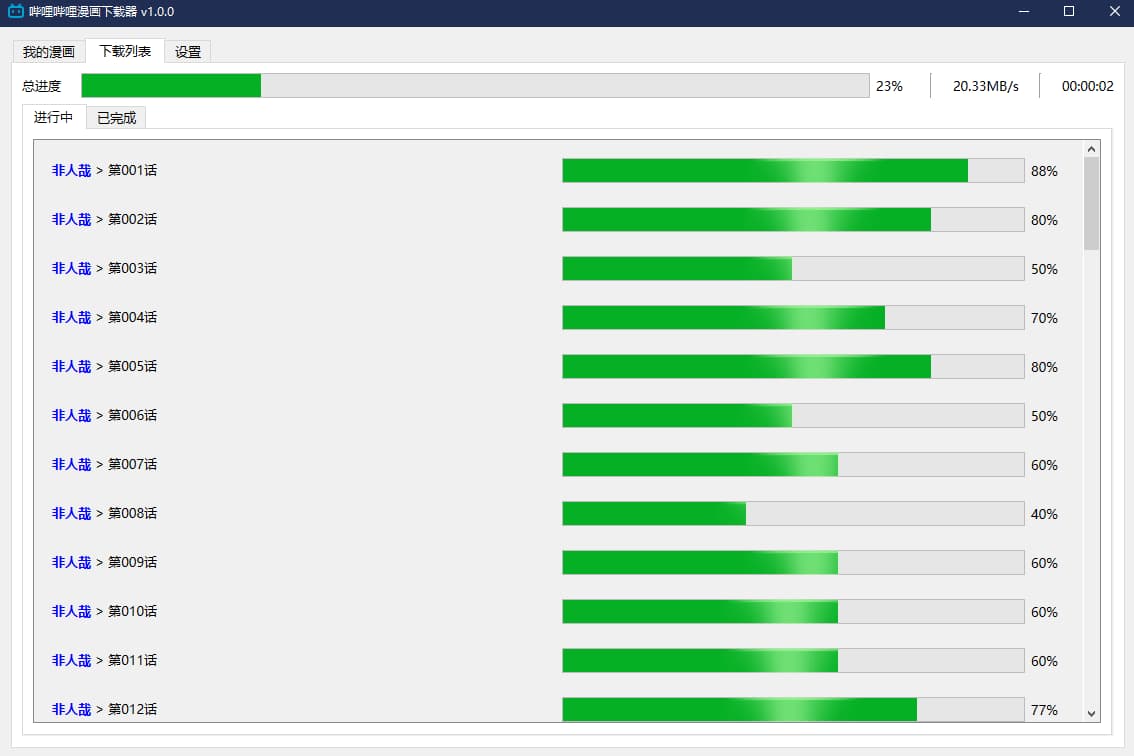 哔哩哔哩漫画下载器 v1.0.0
我的漫画 下载列表 设置
总进度 23% 20.33MB/s 00:00:02
进行中 已完成
非人哉 > 第001话 88%
非人哉 > 第002话 80%
非人哉 > 第003话 50%
非人哉 > 第004话 70%
非人哉 > 第005话 80%
非人哉 > 第006话 50%
非人哉 > 第007话 60%
非人哉 > 第008话 40%
非人哉 > 第009话 60%
非人哉 > 第010话 60%
非人哉 > 第011话 60%
非人哉 > 第012话 77%